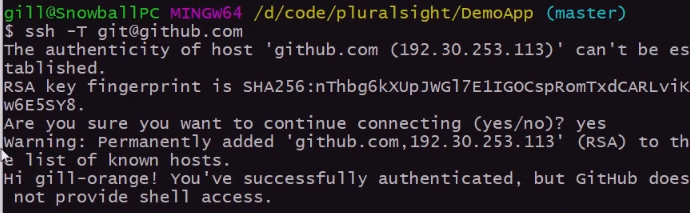 gill@SnowballPC MINGW64 /d/code/pluralsight/DemoApp (master)
$ ssh -T git@github.com
The authenticity of host 'github.com (192.30.253.113)' can't be es
tablished.
RSA key fingerprint is SHA256:nThbg6kXUpJWGl7E1IGOCspRomTxdCARLviK
w6E5SY8.
Are you sure you want to continue connecting (yes/no)? yes
Warning: Permanently added 'github.com,192.30.253.113' (RSA) to th
e list of known hosts.
Hi gill-orange! You've successfully authenticated, but GitHub does
not provide shell access.